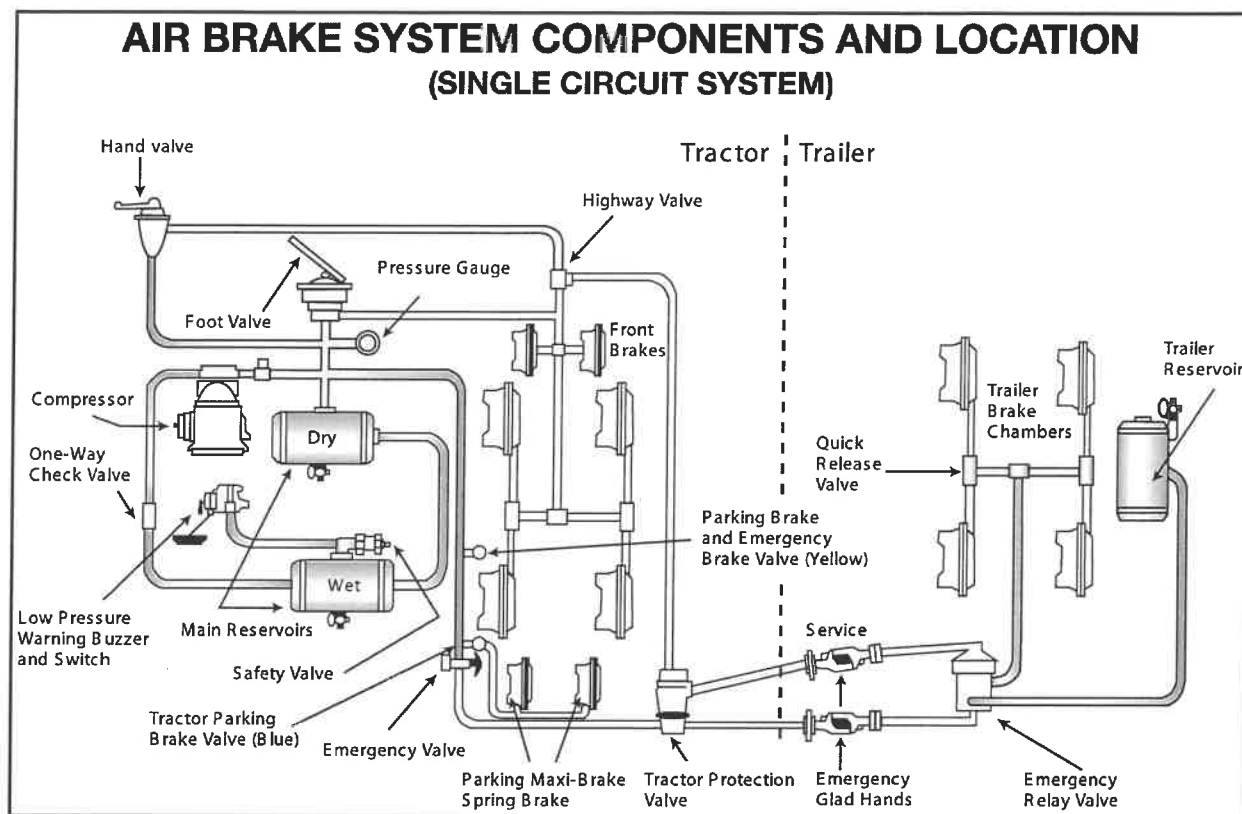 AIR BRAKE SYSTEM COMPONENTS AND LOCATION
(SINGLE CIRCUIT SYSTEM)
Hand valve
Tractor
Trailer
Highway Valve
Pressure Gauge
Foot Valve
Front
Brakes
Trailer
Reservoir
Compressor
Dry
Trailer
Brake
Chambers
One-Way
Check Valve
Quick
Release
Valve
Parking Brake
and Emergency
Brake Valve (Yellow)
Wet
Low Pressure
Warning Buzzer
and Switch
Main Reservoirs
Service
Safety Valve
Tractor Parking
Brake Valve (Blue)
Emergency Valve
Parking Maxi-Brake
Spring Brake
Tractor Protection
Valve
Emergency
Glad Hands
Emergency
Relay Valve